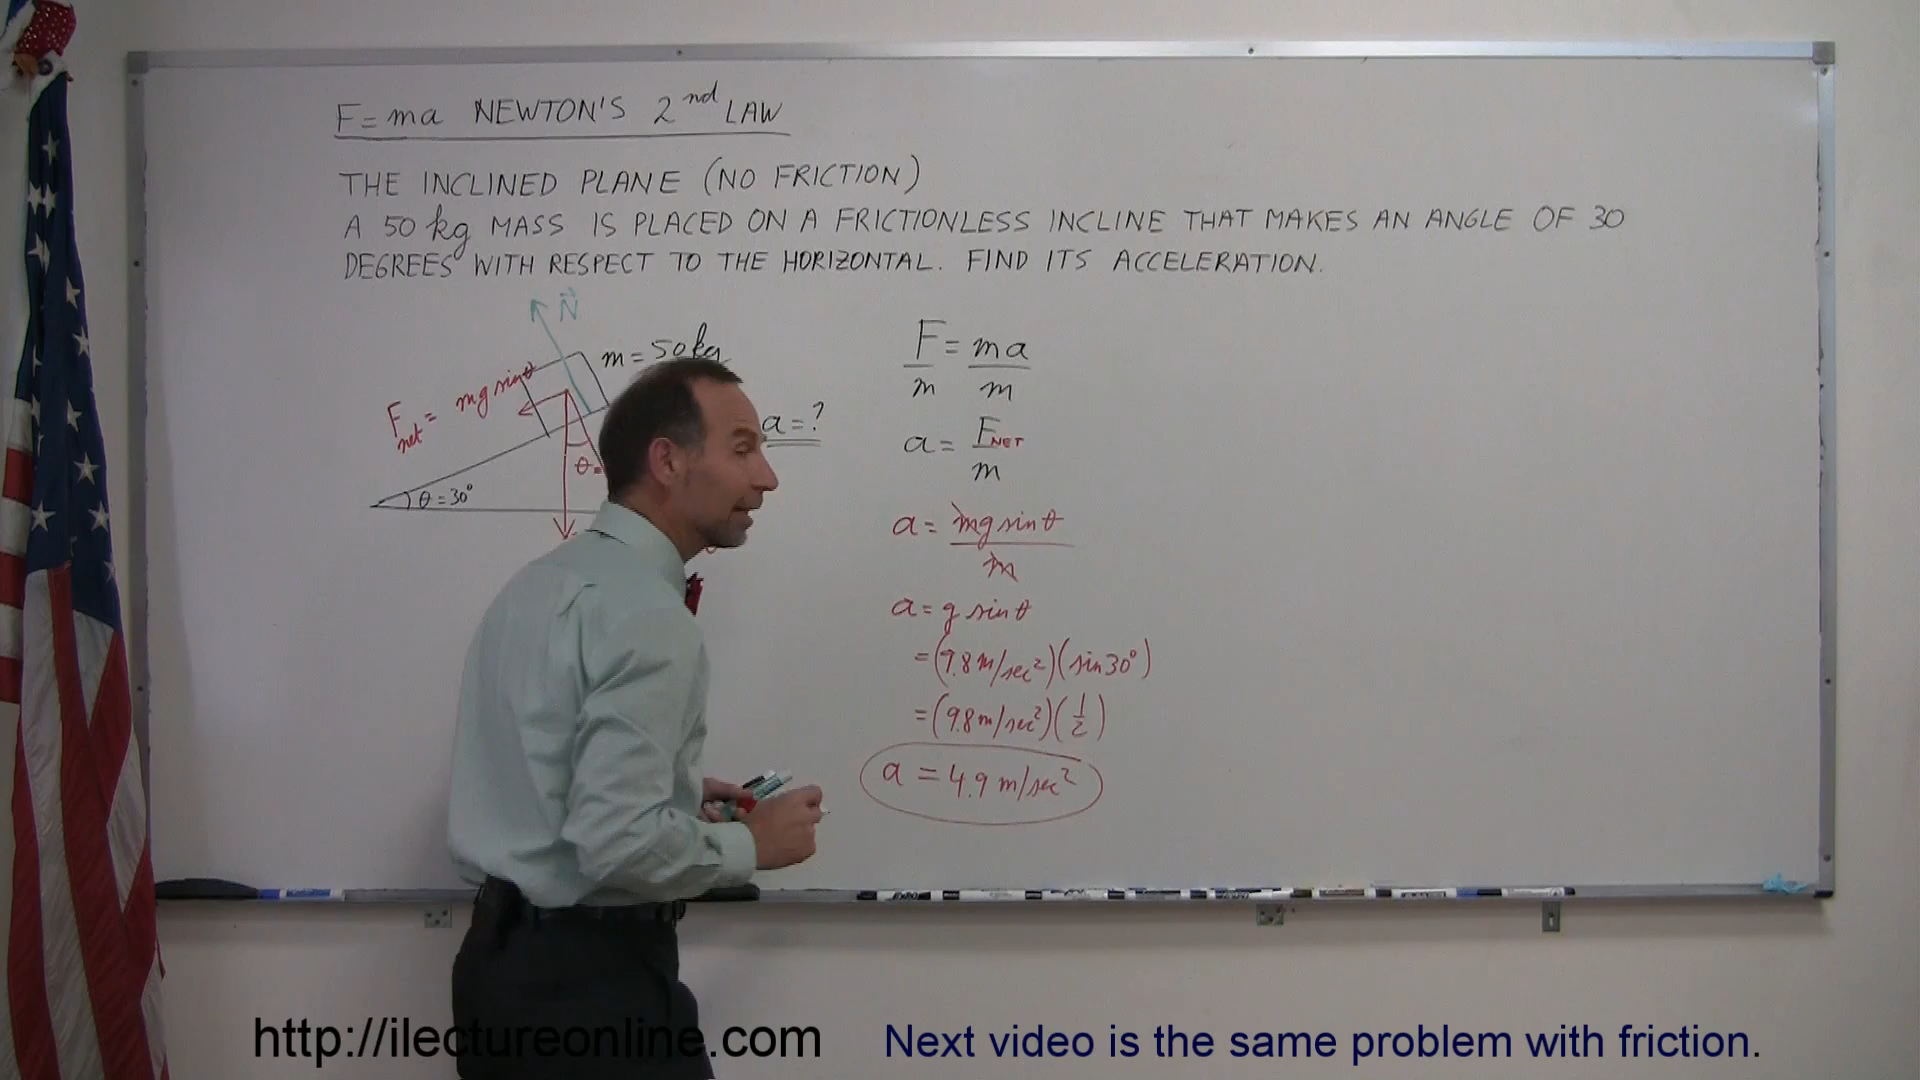 F = ma NEWTON'S 2nd LAW
THE INCLINED PLANE (NO FRICTION)
A 50 kg MASS IS PLACED ON A FRICTIONLESS INCLINE THAT MAKES AN ANGLE OF 30
DEGREES WITH RESPECT TO THE HORIZONTAL. FIND ITS ACCELERATION.
N
m = 50 kg
Fnet = mg sin θ
a = ?
θ =
θ = 30°
F/m = ma/m
a = FNET/m
a = mg sin θ/m
a = g sin θ
= (9.8 m/sec²)(sin 30°)
= (9.8 m/sec²)(1/2)
a = 4.9 m/sec²
http://ilectureonline.com
Next video is the same problem with friction.